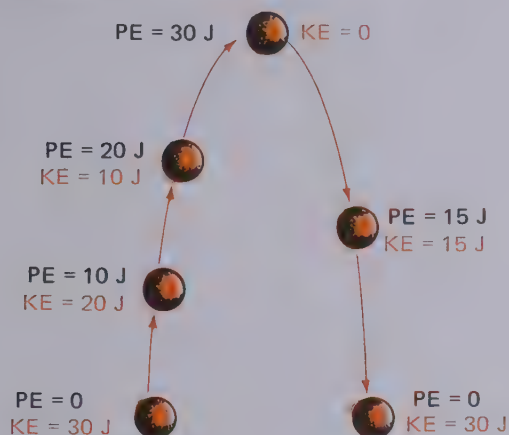 PE = 30 J KE = 0
PE = 20 J
KE = 10 J
PE = 15 J
KE = 15 J
PE = 10 J
KE = 20 J
PE = 0
KE = 30 J
PE = 0
KE = 30 J